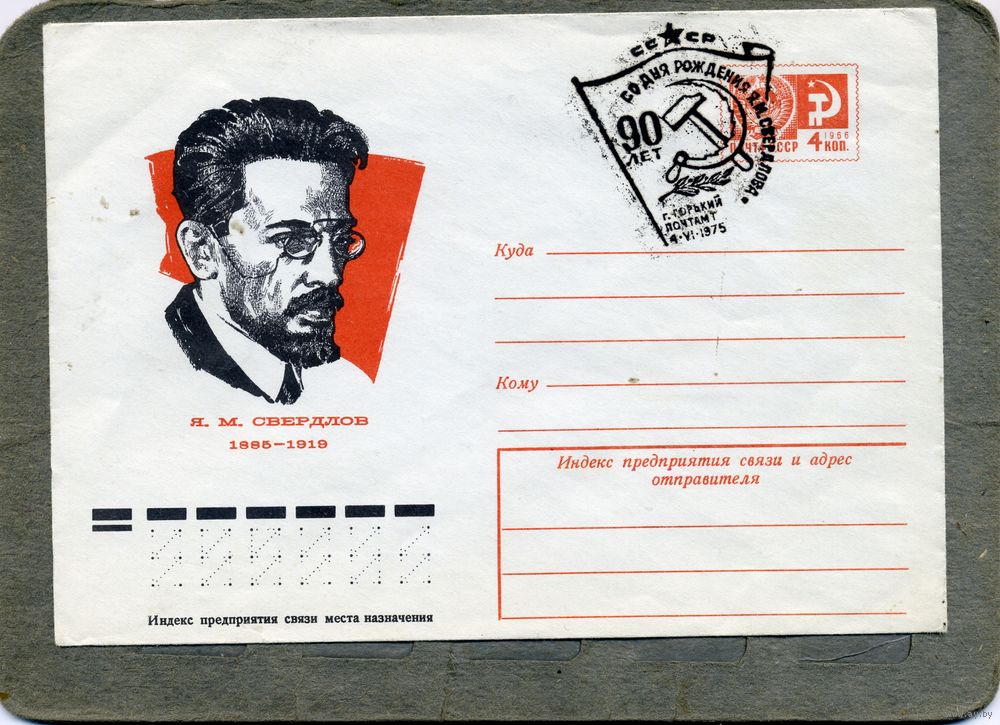 СССР
СО ДНЯ РОЖДЕНИЯ Я.М. СВЕРДЛОВА
90
ЛЕТ
Г. ГОРЬКИЙ
ПОЧТАМТ
4·VI·1975
1966
ПОЧТА СССР
4 КОП.
Куда
Кому
Я. М. СВЕРДЛОВ
1885–1919
Индекс предприятия связи и адрес
отправителя
Индекс предприятия связи места назначения